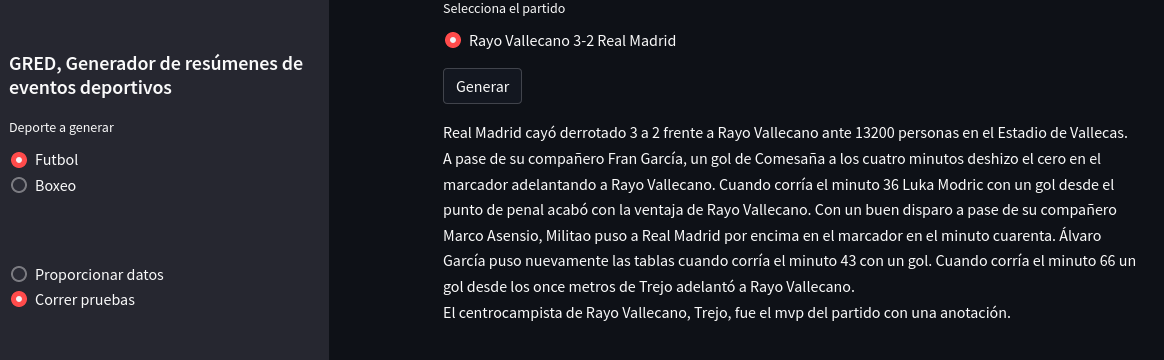 GRED, Generador de resúmenes de
eventos deportivos
Deporte a generar
Futbol
Boxeo
Proporcionar datos
Correr pruebas
Selecciona el partido
Rayo Vallecano 3-2 Real Madrid
Generar
Real Madrid cayó derrotado 3 a 2 frente a Rayo Vallecano ante 13200 personas en el Estadio de Vallecas.
A pase de su compañero Fran García, un gol de Comesaña a los cuatro minutos deshizo el cero en el
marcador adelantando a Rayo Vallecano. Cuando corría el minuto 36 Luka Modric con un gol desde el
punto de penal acabó con la ventaja de Rayo Vallecano. Con un buen disparo a pase de su compañero
Marco Asensio, Militao puso a Real Madrid por encima en el marcador en el minuto cuarenta. Álvaro
García puso nuevamente las tablas cuando corría el minuto 43 con un gol. Cuando corría el minuto 66 un
gol desde los once metros de Trejo adelantó a Rayo Vallecano.
El centrocampista de Rayo Vallecano, Trejo, fue el mvp del partido con una anotación.